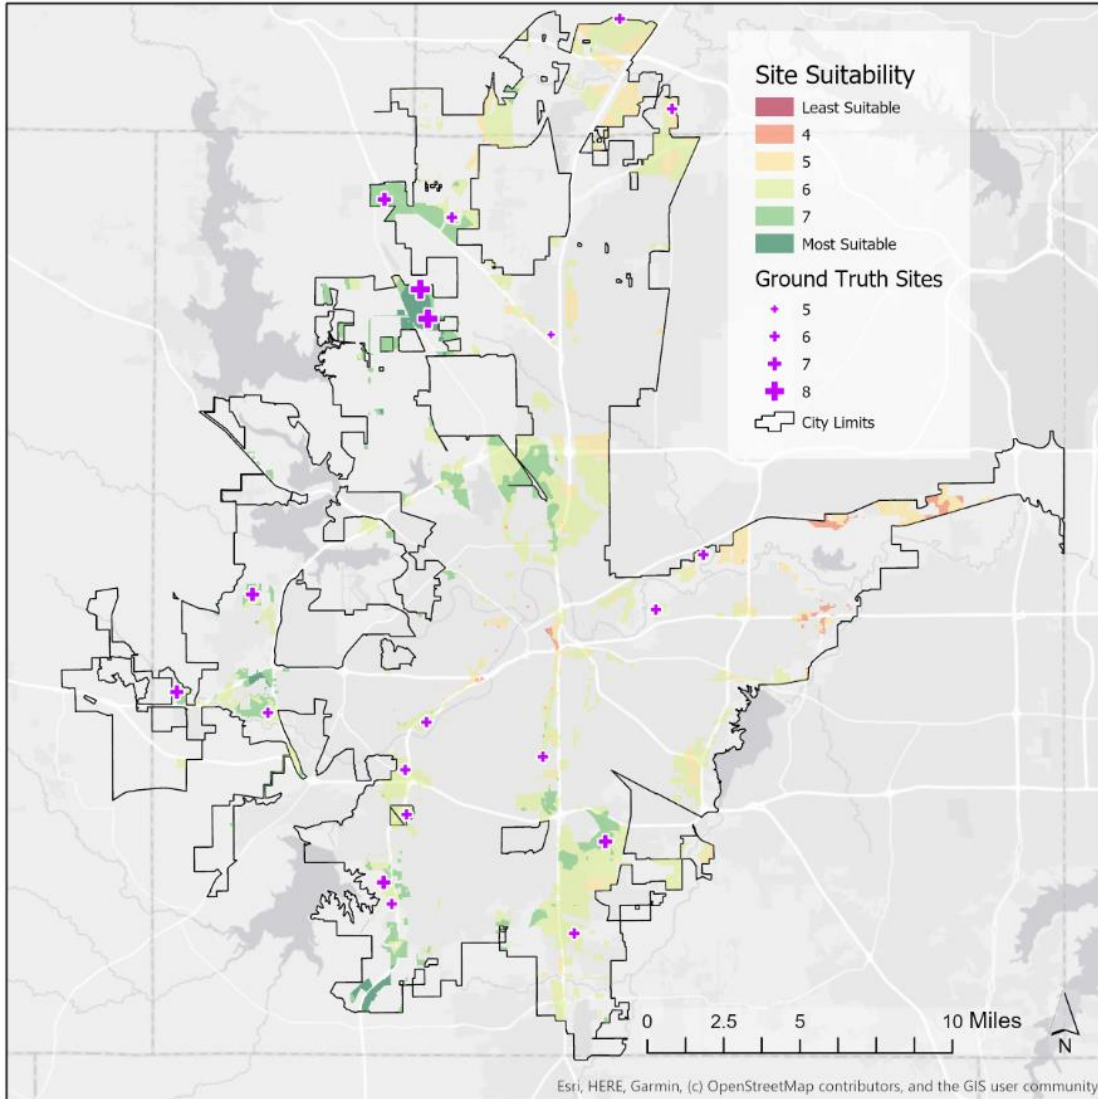 Site Suitability
Least Suitable
4
5
6
7
Most Suitable
Ground Truth Sites
5
6
7
8
City Limits
0 2.5 5 10 Miles
N
Esri, HERE, Garmin, (c) OpenStreetMap contributors, and the GIS user community